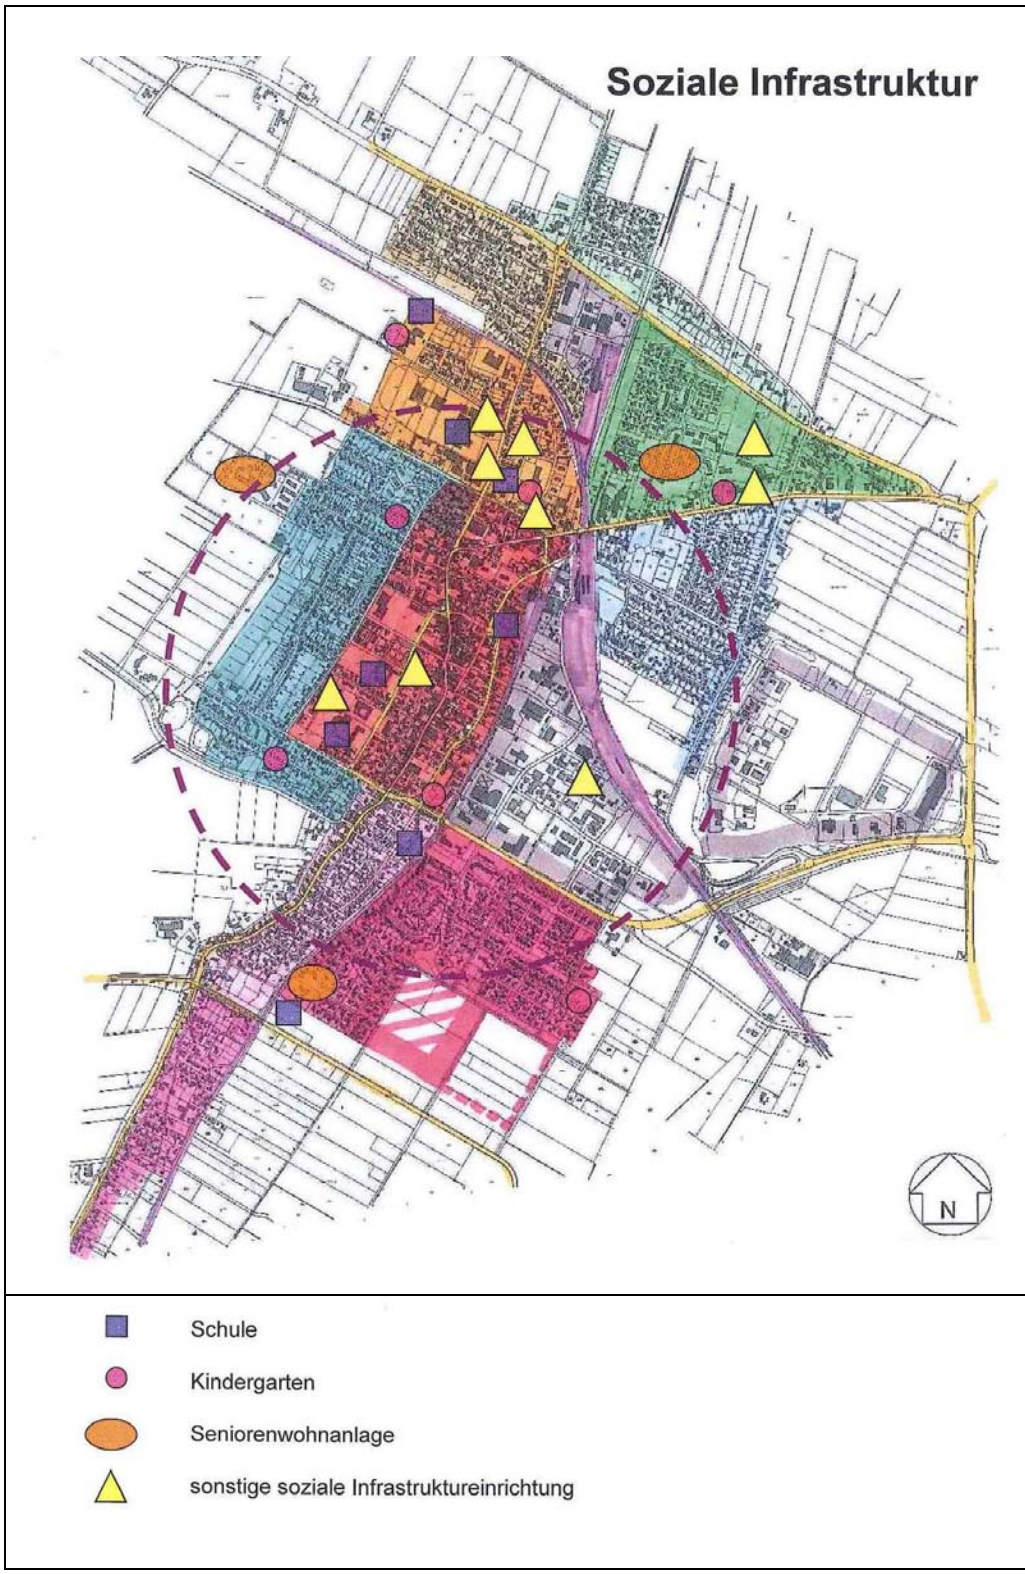 Soziale Infrastruktur
N
Schule
Kindergarten
Seniorenwohnanlage
sonstige soziale Infrastruktureinrichtung